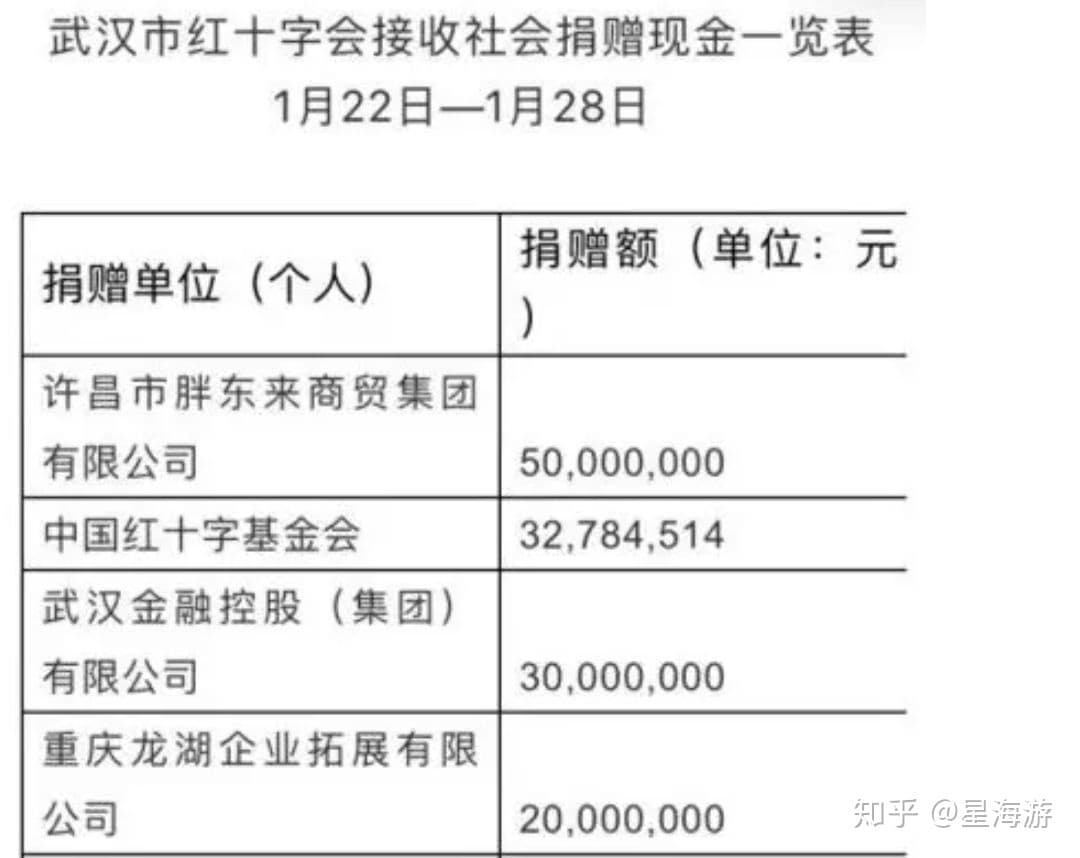 武汉市红十字会接收社会捐赠现金一览表
1月22日—1月28日
捐赠单位（个人）
捐赠额（单位：元
）
许昌市胖东来商贸集团
有限公司
50,000,000
中国红十字基金会
32,784,514
武汉金融控股（集团）
有限公司
30,000,000
重庆龙湖企业拓展有限
公司
20,000,000
知乎 @星海游